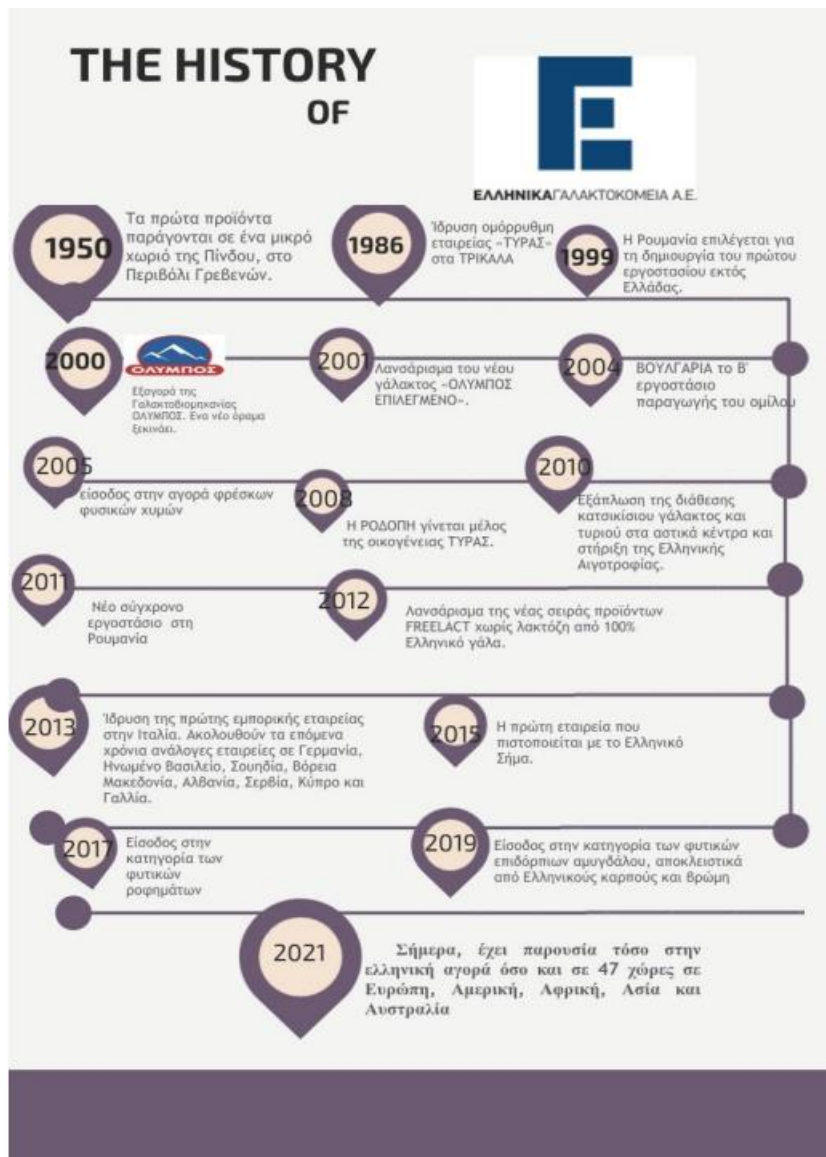 THE HISTORY
OF
ΕΛΛΗΝΙΚΑΓΑΛΑΚΤΟΚΟΜΕΙΑ Α.Ε.
1950
Τα πρώτα προϊόντα
παράγονται σε ένα μικρό
χωριό της Πίνδου, στο
Περιβόλι Γρεβενών.
1986
Ίδρυση ομόρρυθμη
εταιρείας «ΤΥΡΑΣ»
στα ΤΡΙΚΑΛΑ
1999
Η Ρουμανία επιλέγεται για
τη δημιουργία του πρώτου
εργοστασίου εκτός
Ελλάδας.
2000
ΟΛΥΜΠΟΣ
Εξαγορά της
Γαλακτοβιομηχανίας
ΟΛΥΜΠΟΣ. Ένα νέο όραμα
ξεκινάει.
2001
Λανσάρισμα του νέου
γάλακτος «ΟΛΥΜΠΟΣ
ΕΠΙΛΕΓΜΕΝΟ».
2004
ΒΟΥΛΓΑΡΙΑ το Β'
εργοστάσιο
παραγωγής του ομίλου
2005
είσοδος στην αγορά φρέσκων
φυσικών χυμών
2008
Η ΡΟΔΟΠΗ γίνεται μέλος
της οικογένειας ΤΥΡΑΣ.
2010
Εξάπλωση της διάθεσης
κατσικίσιου γάλακτος και
τυριού στα αστικά κέντρα και
στήριξη της Ελληνικής
Αιγοτροφίας.
2011
Νέο σύγχρονο
εργοστάσιο στη
Ρουμανία
2012
Λανσάρισμα της νέας σειράς προϊόντων
FREELACT χωρίς λακτόζη από 100%
Ελληνικό γάλα.
2013
Ίδρυση της πρώτης εμπορικής εταιρείας
στην Ιταλία. Ακολουθούν τα επόμενα
χρόνια ανάλογες εταιρείες σε Γερμανία,
Ηνωμένο Βασίλειο, Σουηδία, Βόρεια
Μακεδονία, Αλβανία, Σερβία, Κύπρο και
Γαλλία.
2015
Η πρώτη εταιρεία που
πιστοποιείται με το Ελληνικό
Σήμα.
2017
Είσοδος στην
κατηγορία των
φυτικών
ροφημάτων
2019
Είσοδος στην κατηγορία των φυτικών
επιδόρπιων αμυγδάλου, αποκλειστικά
από Ελληνικούς καρπούς και βρώμη
2021
Σήμερα, έχει παρουσία τόσο στην
ελληνική αγορά όσο και σε 47 χώρες σε
Ευρώπη, Αμερική, Αφρική, Ασία και
Αυστραλία